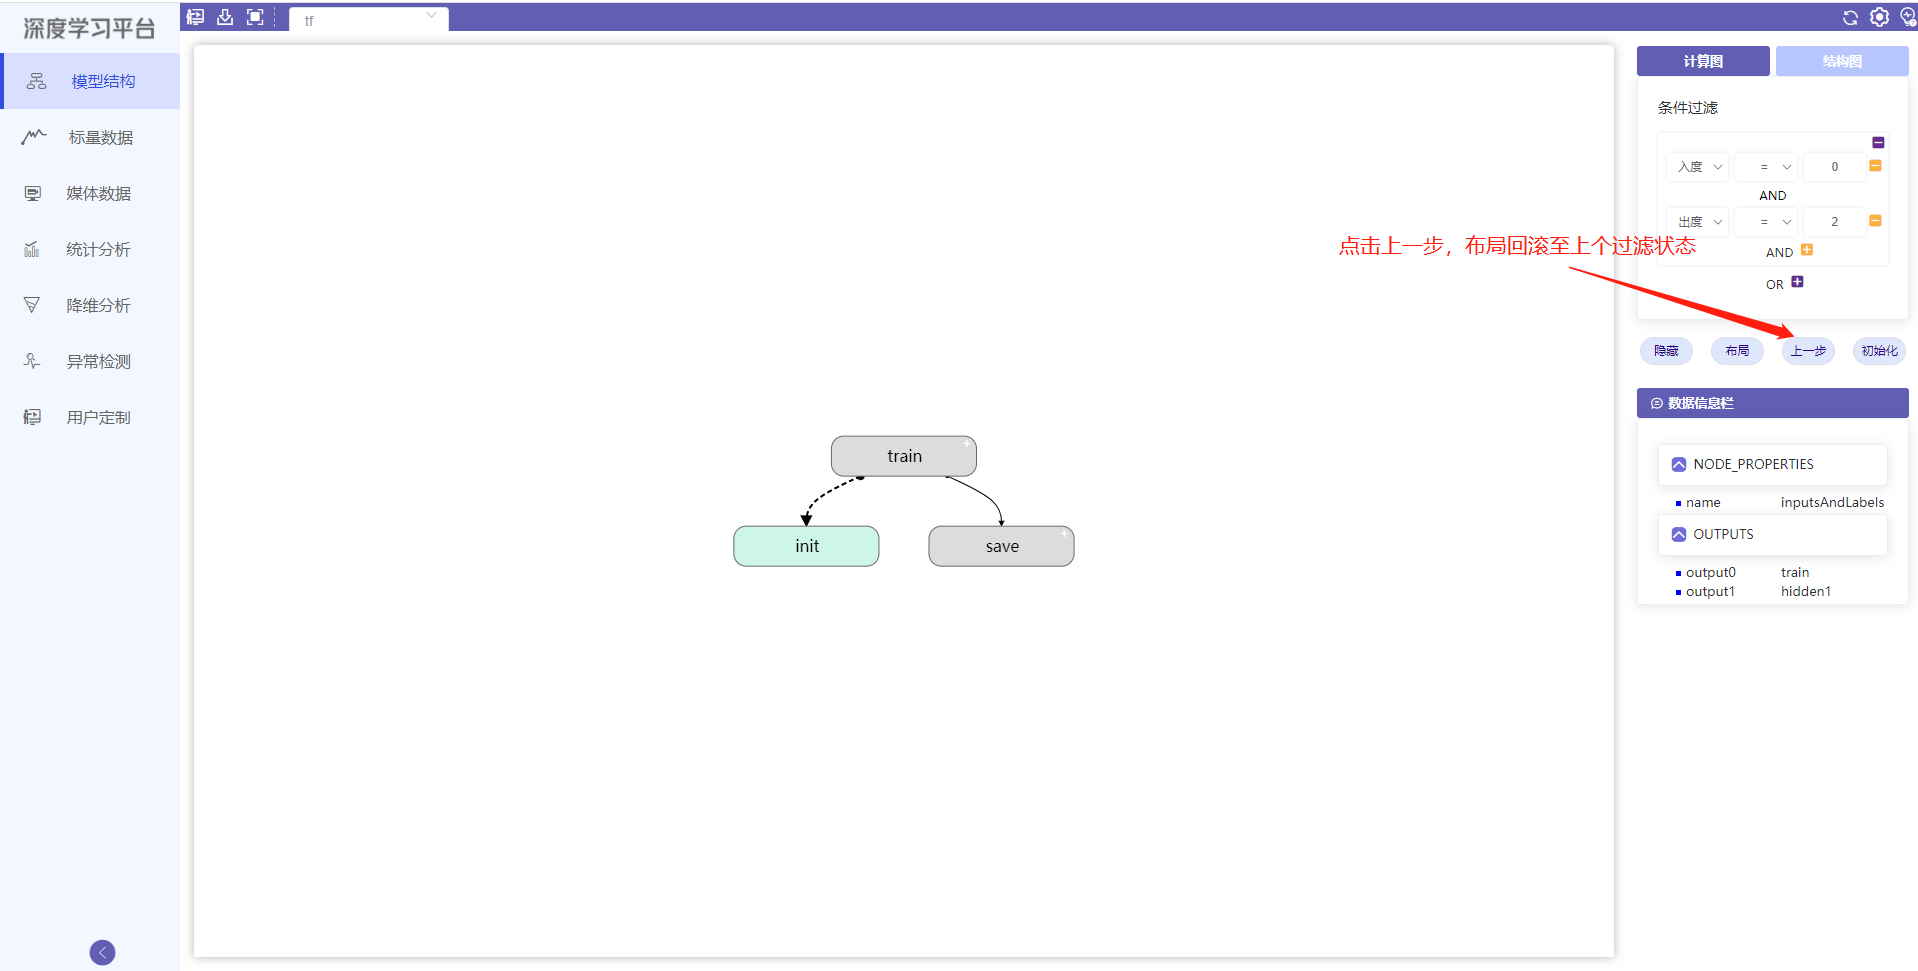 深度学习平台
tf
模型结构
标量数据
媒体数据
统计分析
降维分析
异常检测
用户定制
train
init
save
点击上一步，布局回滚至上个过滤状态
计算图
结构图
条件过滤
入度 = 0
AND
出度 = 2
AND
OR
隐藏
布局
上一步
初始化
数据信息栏
NODE_PROPERTIES
name inputsAndLabels
OUTPUTS
output0 train
output1 hidden1